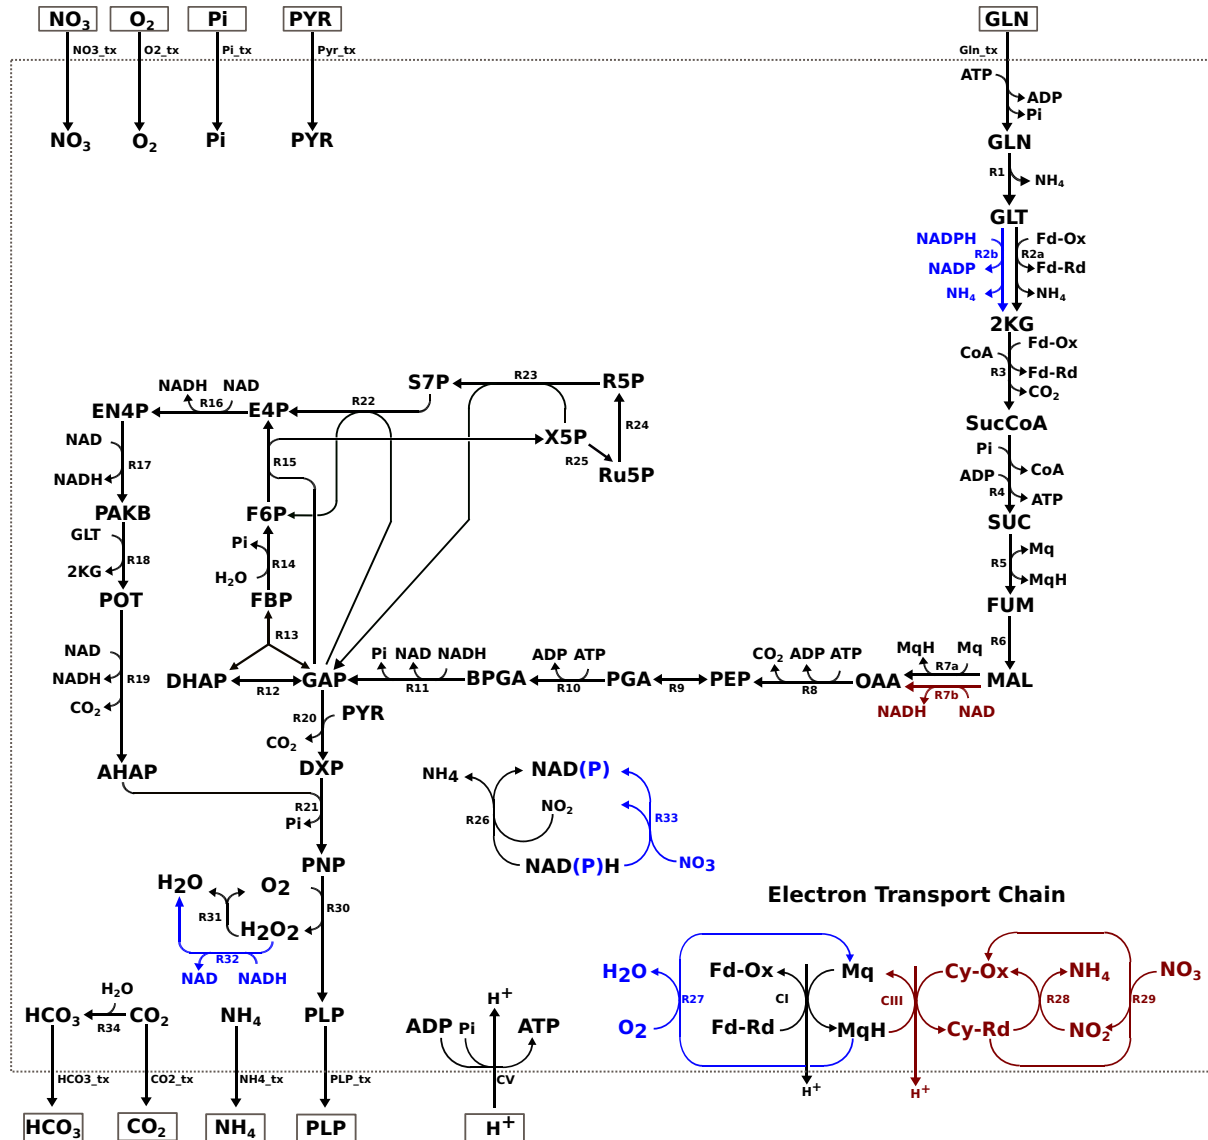 NO3 O2 Pi PYR GLN
NO3_tx O2_tx Pi_tx Pyr_tx Gln_tx
ATP
ADP
Pi
NO3 O2 Pi PYR GLN
R1 NH4
GLT
NADPH Fd-Ox
R2b R2a
NADP Fd-Rd
NH4 NH4
2KG
Fd-Ox
CoA
R3 Fd-Rd
CO2
SucCoA
Pi
CoA
ADP
R4 ATP
SUC
Mq
R5
MqH
FUM
R6
MAL
S7P R23 R5P
NADH NAD
R16
EN4P E4P R22
R24
X5P
R25
Ru5P
NAD
R17 R15
NADH
PAKB F6P
GLT Pi
R18 R14
2KG H2O
POT FBP
R13
NAD
NADH R19
CO2
DHAP R12 GAP
Pi NAD NADH
R11
BPGA
ADP ATP
R10
PGA R9 PEP
CO2 ADP ATP
R8
OAA
MqH Mq
R7a
R7b
NADH NAD
R20 PYR
CO2
AHAP DXP
R21
Pi
PNP
NH4 NAD(P)
NO2
R26 R33
NAD(P)H NO3
H2O O2
R31 R30
H2O2
R32
NAD NADH
Electron Transport Chain
H2O Fd-Ox Mq Cy-Ox NH4 NO3
R27 CI CIII R28 R29
O2 Fd-Rd MqH Cy-Rd NO2
H+ H+
H2O
HCO3 CO2 NH4 PLP
R34
H+
ADP Pi ATP
HCO3_tx CO2_tx NH4_tx PLP_tx CV
HCO3 CO2 NH4 PLP H+